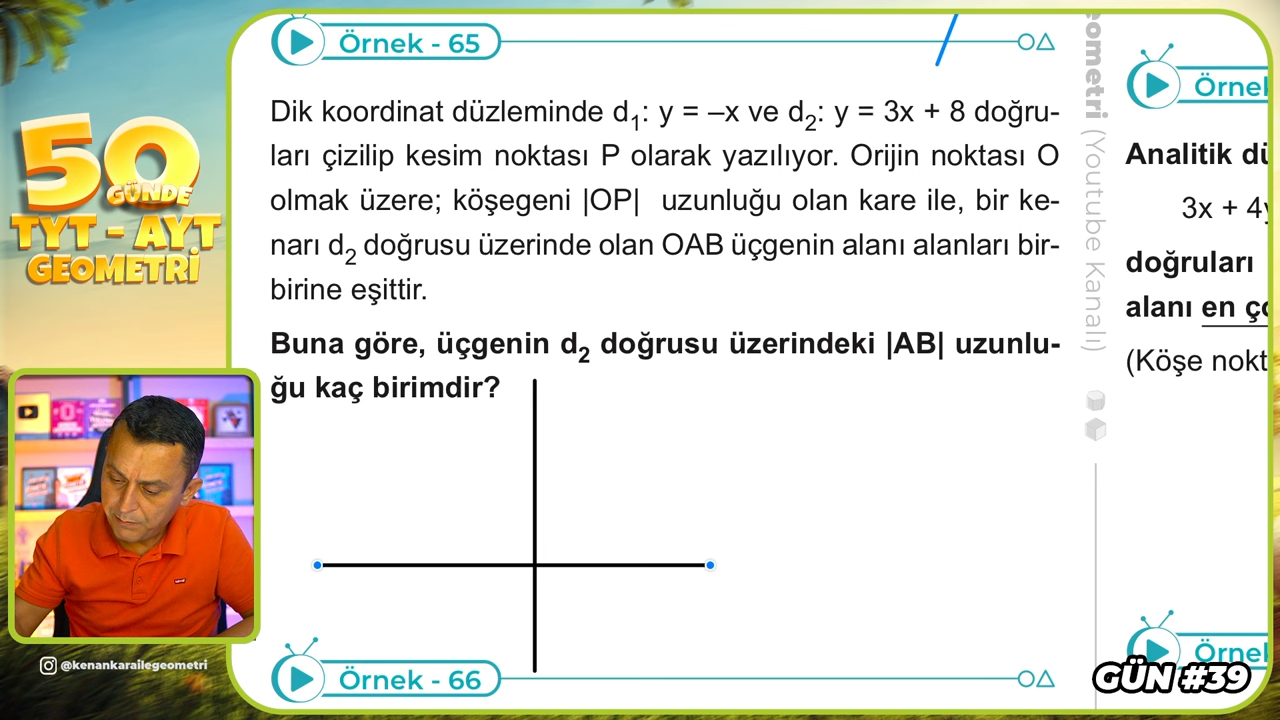 50
GÜNDE
TYT - AYT
GEOMETRİ
Örnek - 65
Dik koordinat düzleminde d₁: y = –x ve d₂: y = 3x + 8 doğru-
ları çizilip kesim noktası P olarak yazılıyor. Orijin noktası O
olmak üzere; köşegeni |OP| uzunluğu olan kare ile, bir ke-
narı d₂ doğrusu üzerinde olan OAB üçgenin alanı alanları bir-
birine eşittir.
Buna göre, üçgenin d₂ doğrusu üzerindeki |AB| uzunlu-
ğu kaç birimdir?
Örnek - 66
ometri (Youtube Kanalı)
Örnek
Analitik dü
3x + 4y
doğruları
alanı en ço
(Köşe nokt
Örnek
GÜN #39
@kenankarailegeometri